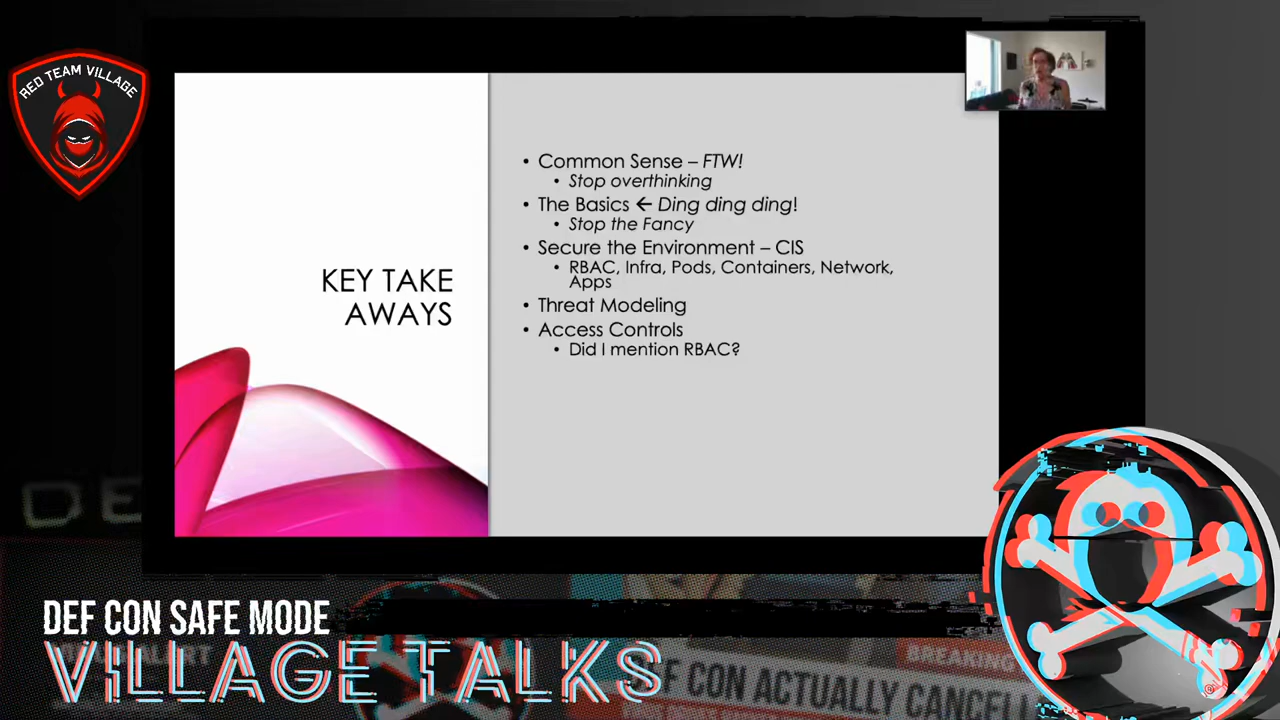 RED TEAM VILLAGE
KEY TAKE
AWAYS
• Common Sense – FTW!
• Stop overthinking
• The Basics ← Ding ding ding!
• Stop the Fancy
• Secure the Environment – CIS
• RBAC, Infra, Pods, Containers, Network,
Apps
• Threat Modeling
• Access Controls
• Did I mention RBAC?
DEF CON SAFE MODE
VILLAGE TALKS
BREAKING
DEF CON ACTUALLY